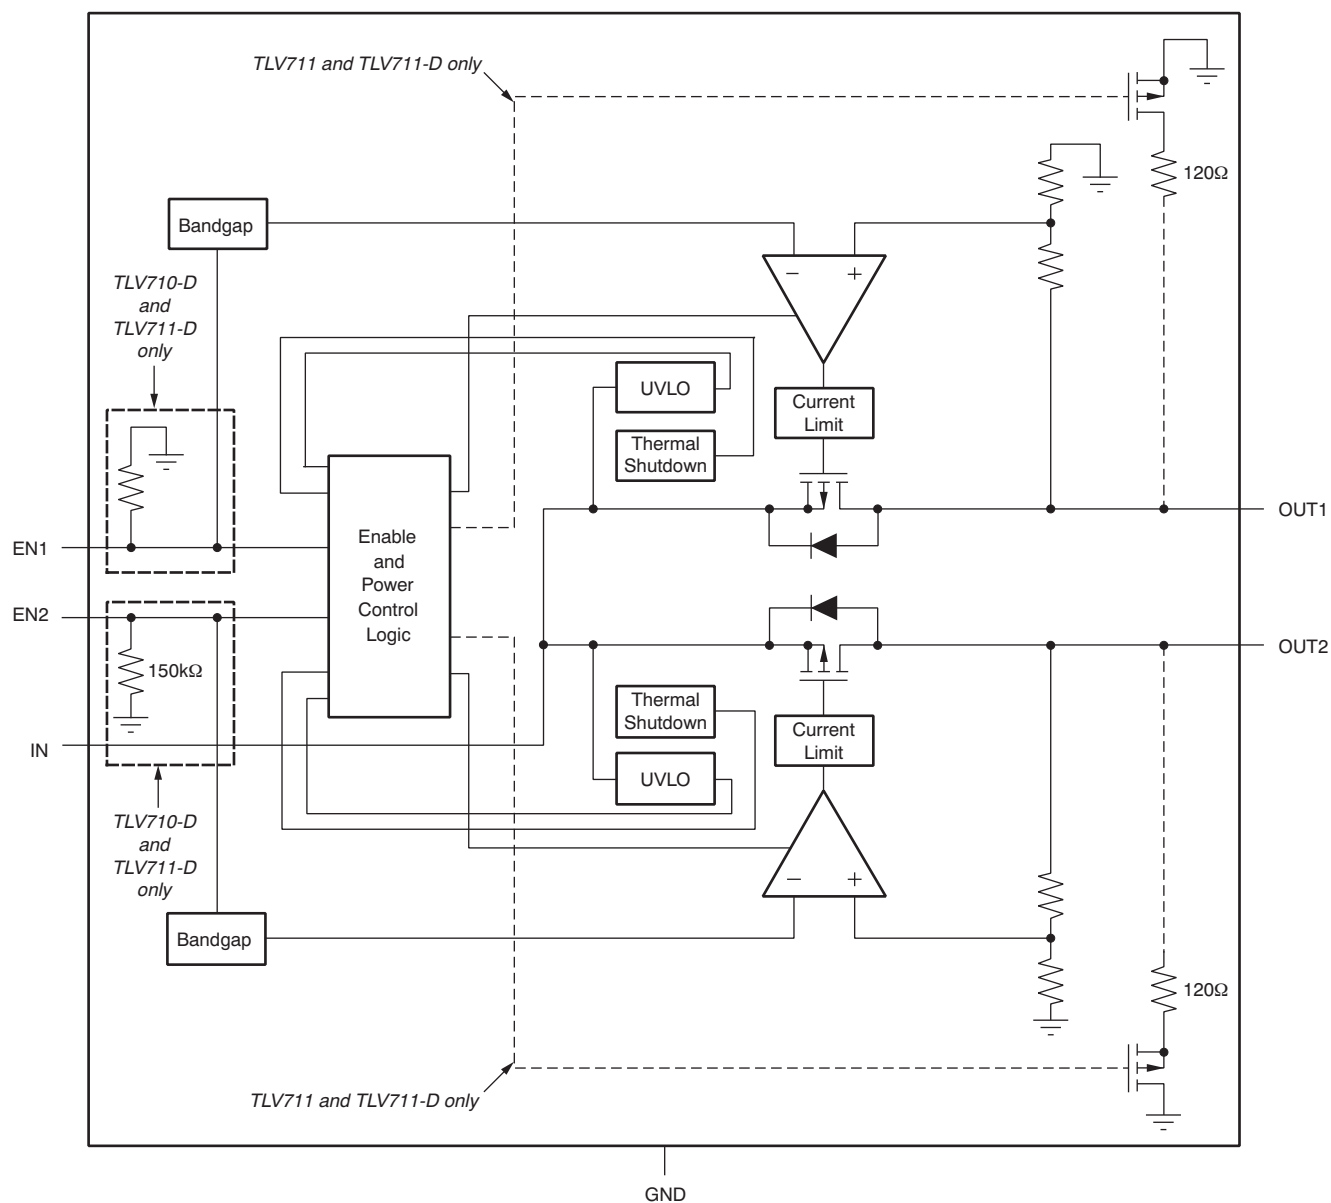 TLV711 and TLV711-D only
120Ω
Bandgap
TLV710-D
and
TLV711-D
only
−
+
UVLO
Current
Limit
Thermal
Shutdown
EN1
Enable
and
Power
Control
Logic
OUT1
EN2
OUT2
150kΩ
Thermal
Shutdown
Current
Limit
IN
UVLO
TLV710-D
and
TLV711-D
only
−
+
Bandgap
120Ω
TLV711 and TLV711-D only
GND